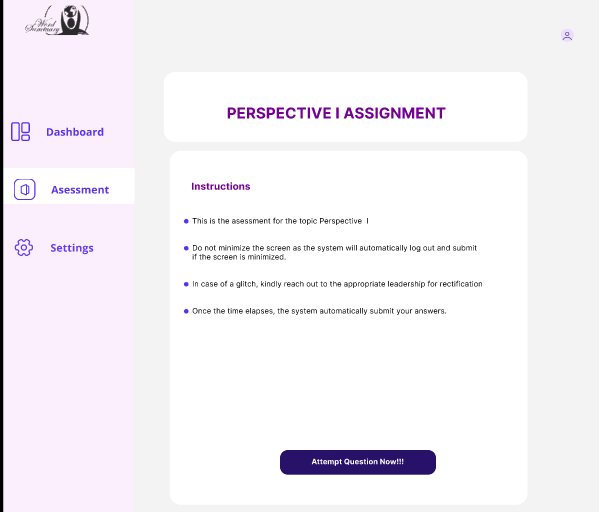 Word
Sanctuary
Dashboard
Asessment
Settings
PERSPECTIVE I ASSIGNMENT
Instructions
This is the asessment for the topic Perspective I
Do not minimize the screen as the system will automatically log out and submit
if the screen is minimized.
In case of a glitch, kindly reach out to the appropriate leadership for rectification
Once the time elapses, the system automatically submit your answers.
Attempt Question Now!!!